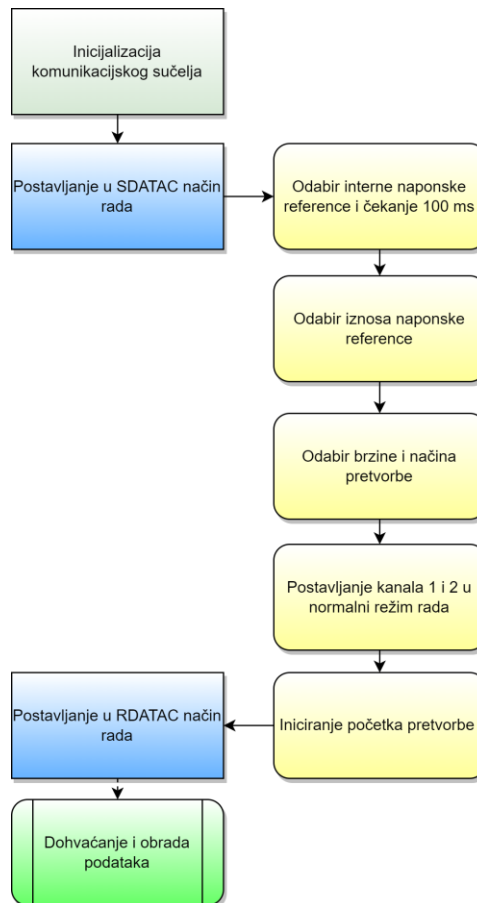 Inicijalizacija
komunikacijskog sučelja
Postavljanje u SDATAC način
rada
Odabir interne naponske
reference i čekanje 100 ms
Odabir iznosa naponske
reference
Odabir brzine i načina
pretvorbe
Postavljanje kanala 1 i 2 u
normalni režim rada
Iniciranje početka pretvorbe
Postavljanje u RDATAC način
rada
Dohvaćanje i obrada
podataka